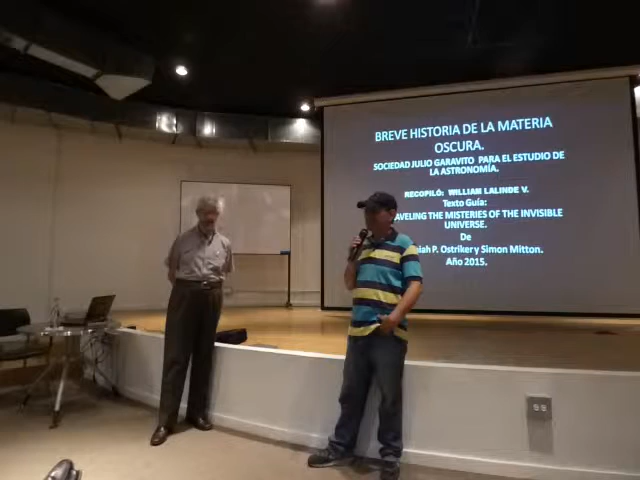 BREVE HISTORIA DE LA MATERIA
OSCURA.
SOCIEDAD JULIO GARAVITO PARA EL ESTUDIO DE
LA ASTRONOMÍA.
RECOPILÓ: WILLIAM LALINDE V.
Texto Guía:
AVELING THE MISTERIES OF THE INVISIBLE
UNIVERSE.
De
iah P. Ostriker y Simon Mitton.
Año 2015.